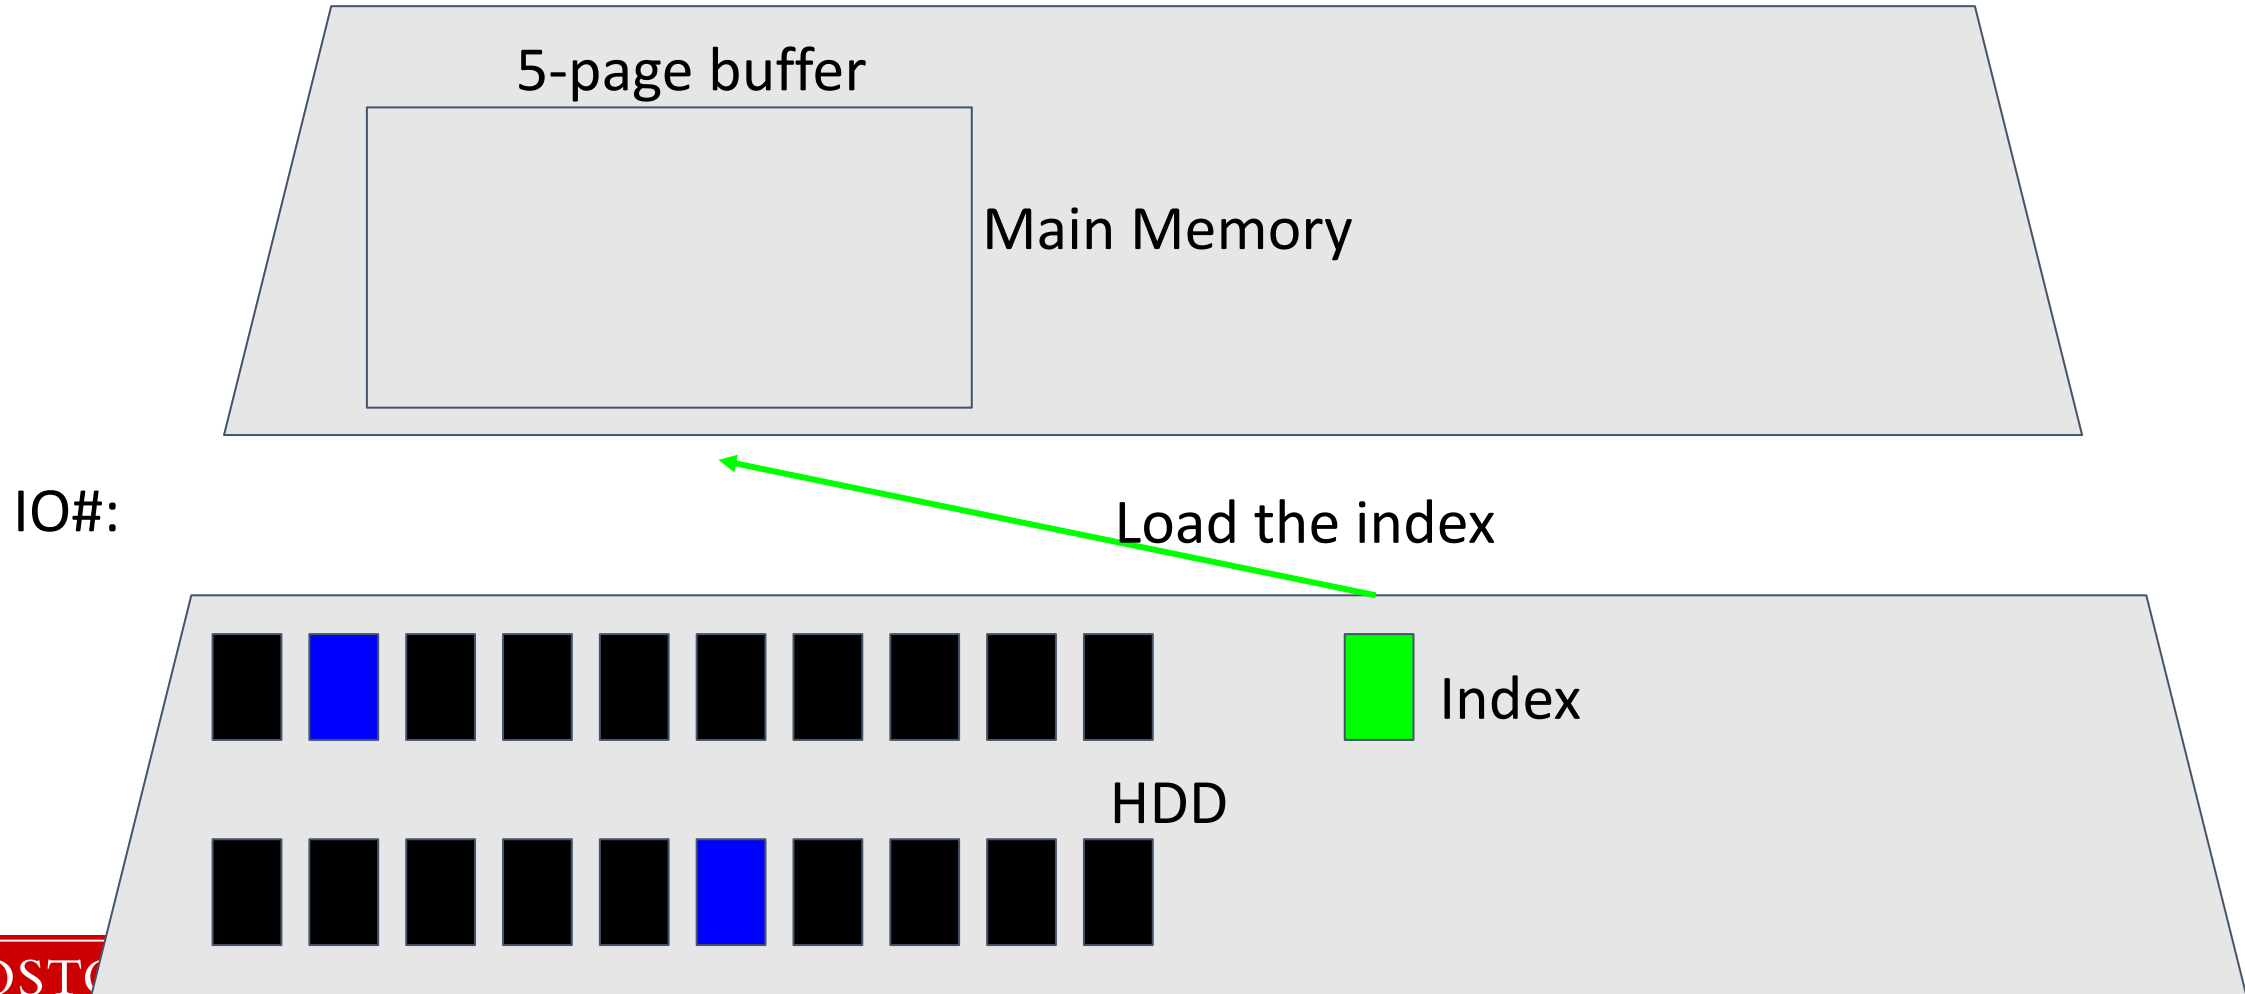 5-page buffer
Main Memory
IO#:
Load the index
Index
HDD